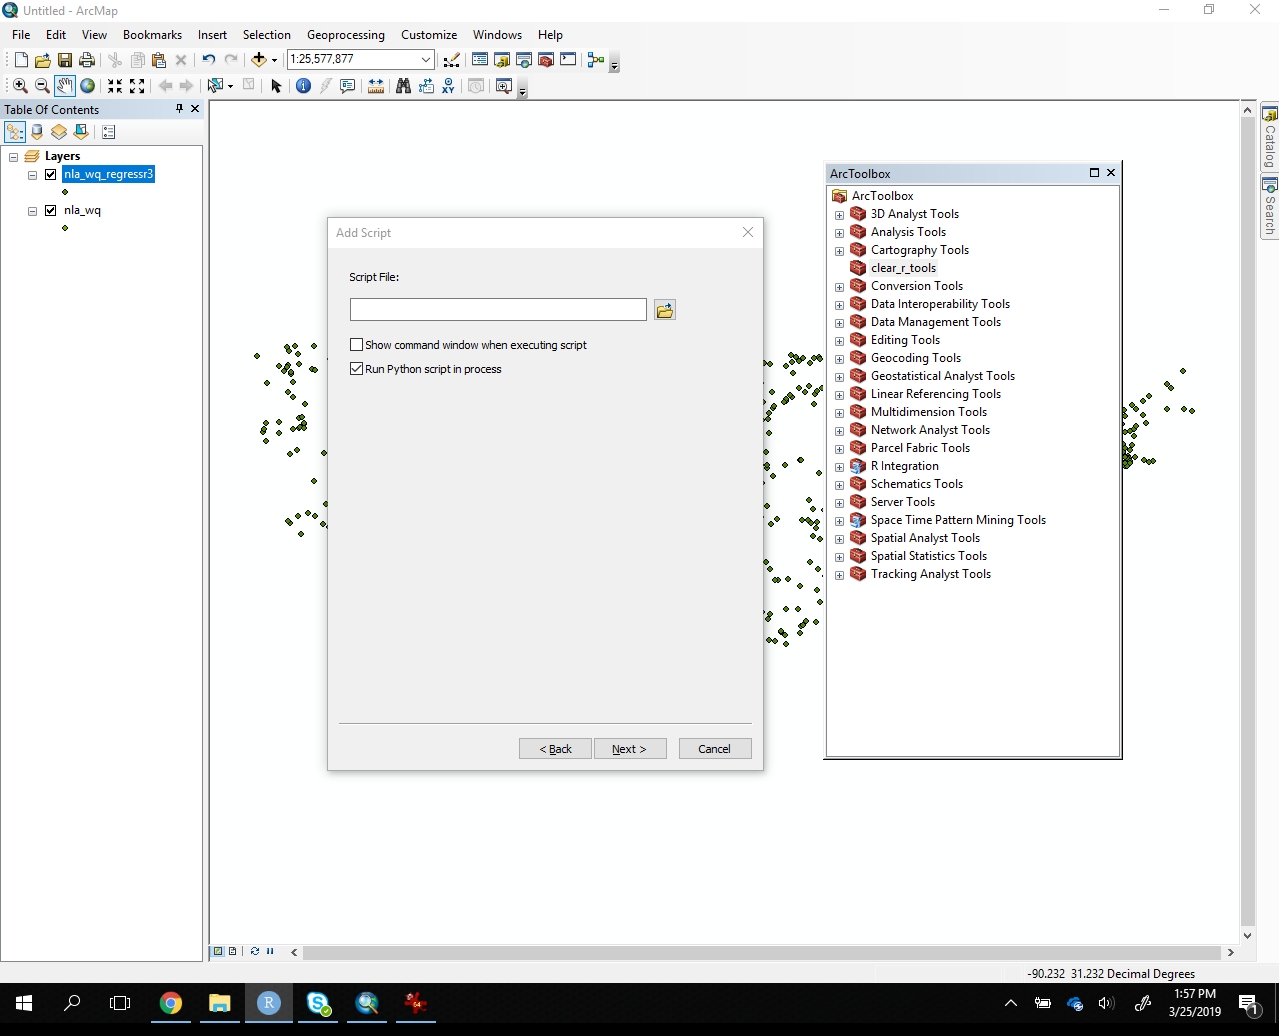 Untitled - ArcMap
File Edit View Bookmarks Insert Selection Geoprocessing Customize Windows Help
1:25,577,877
Table Of Contents
Layers
nla_wq_regressr3
nla_wq
Add Script
Script File:
Show command window when executing script
Run Python script in process
< Back Next > Cancel
ArcToolbox
ArcToolbox
3D Analyst Tools
Analysis Tools
Cartography Tools
clear_r_tools
Conversion Tools
Data Interoperability Tools
Data Management Tools
Editing Tools
Geocoding Tools
Geostatistical Analyst Tools
Linear Referencing Tools
Multidimension Tools
Network Analyst Tools
Parcel Fabric Tools
R Integration
Schematics Tools
Server Tools
Space Time Pattern Mining Tools
Spatial Analyst Tools
Spatial Statistics Tools
Tracking Analyst Tools
Catalog
Search
-90.232 31.232 Decimal Degrees
R
S
64
1:57 PM
3/25/2019
1